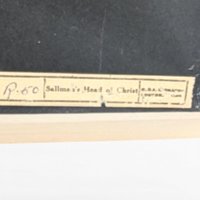 R.60 Sallman's Head of Christ